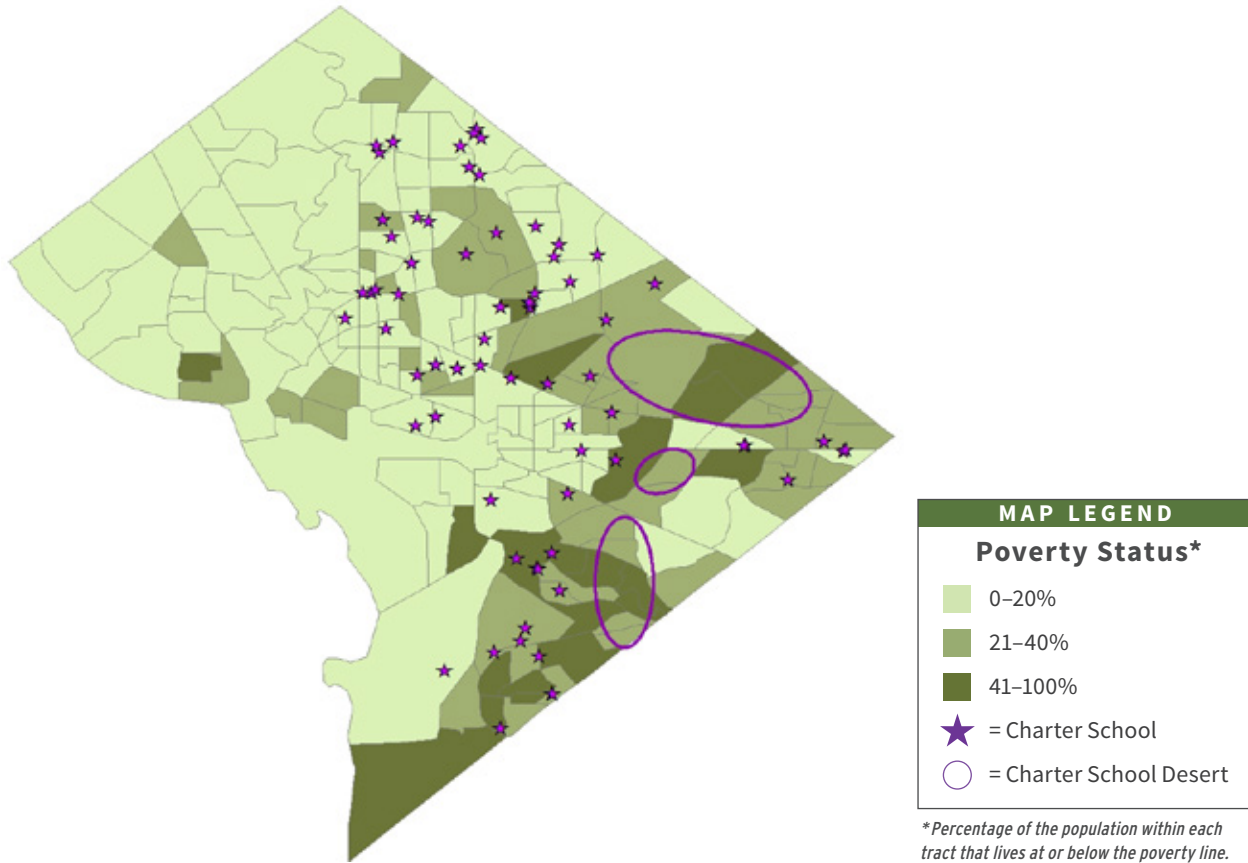 MAP LEGEND
Poverty Status*
0–20%
21–40%
41–100%
= Charter School
= Charter School Desert
*Percentage of the population within each
tract that lives at or below the poverty line.